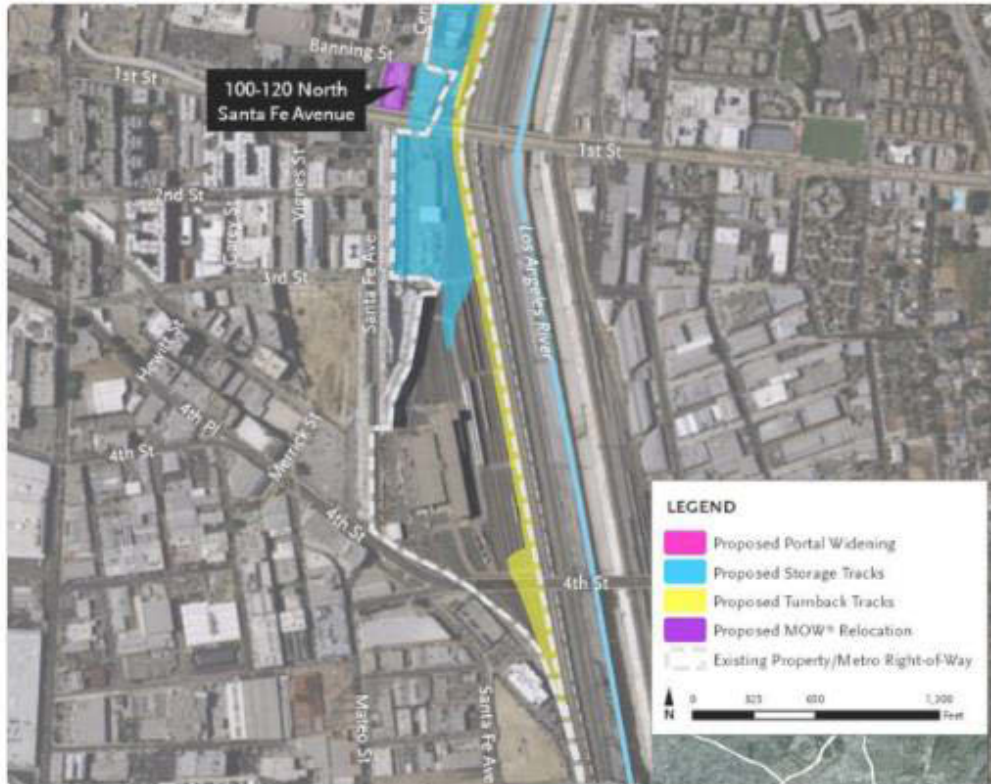 Banning St
1st St
100-120 North
Santa Fe Avenue
1st St
2nd St
Vignes St
Garey St
3rd St
Santa Fe Ave
Los Angeles River
Hewitt St
4th Pl
4th St
Merrick St
4th St
4th St
Mateo St
Santa Fe Ave
LEGEND
Proposed Portal Widening
Proposed Storage Tracks
Proposed Turnback Tracks
Proposed MOW* Relocation
Existing Property/Metro Right-of-Way
N
0 325 650 1,300
Feet